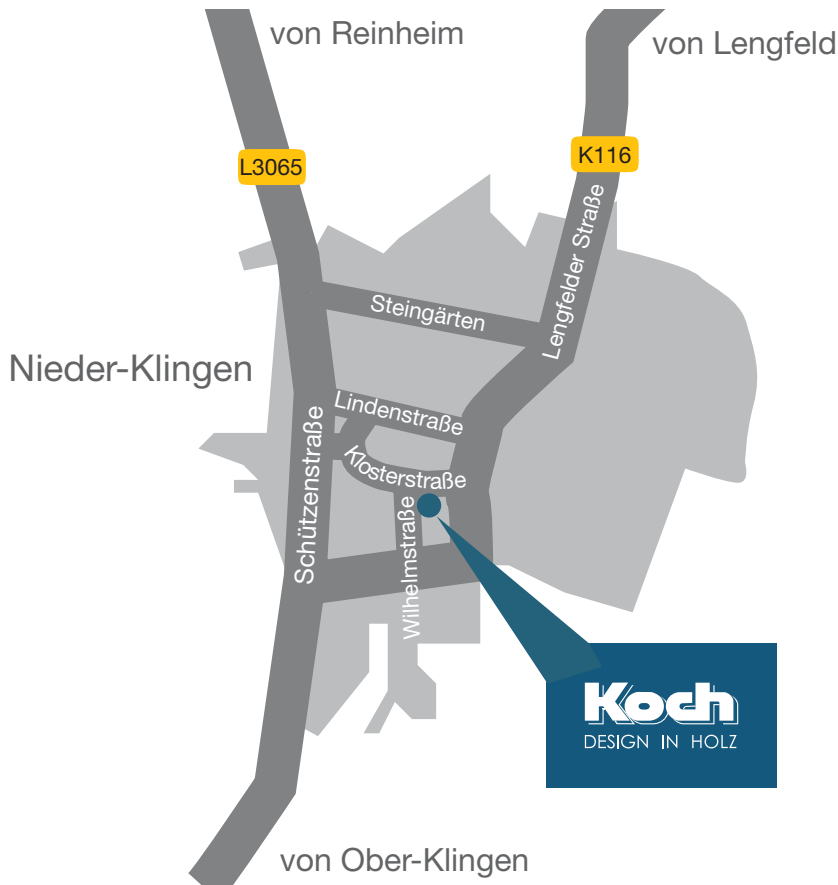 von Reinheim
von Lengfeld
L3065
K116
Lengfelder Straße
Steingärten
Nieder-Klingen
Lindenstraße
Klosterstraße
Schützenstraße
Wilhelmstraße
Koch
DESIGN IN HOLZ
von Ober-Klingen